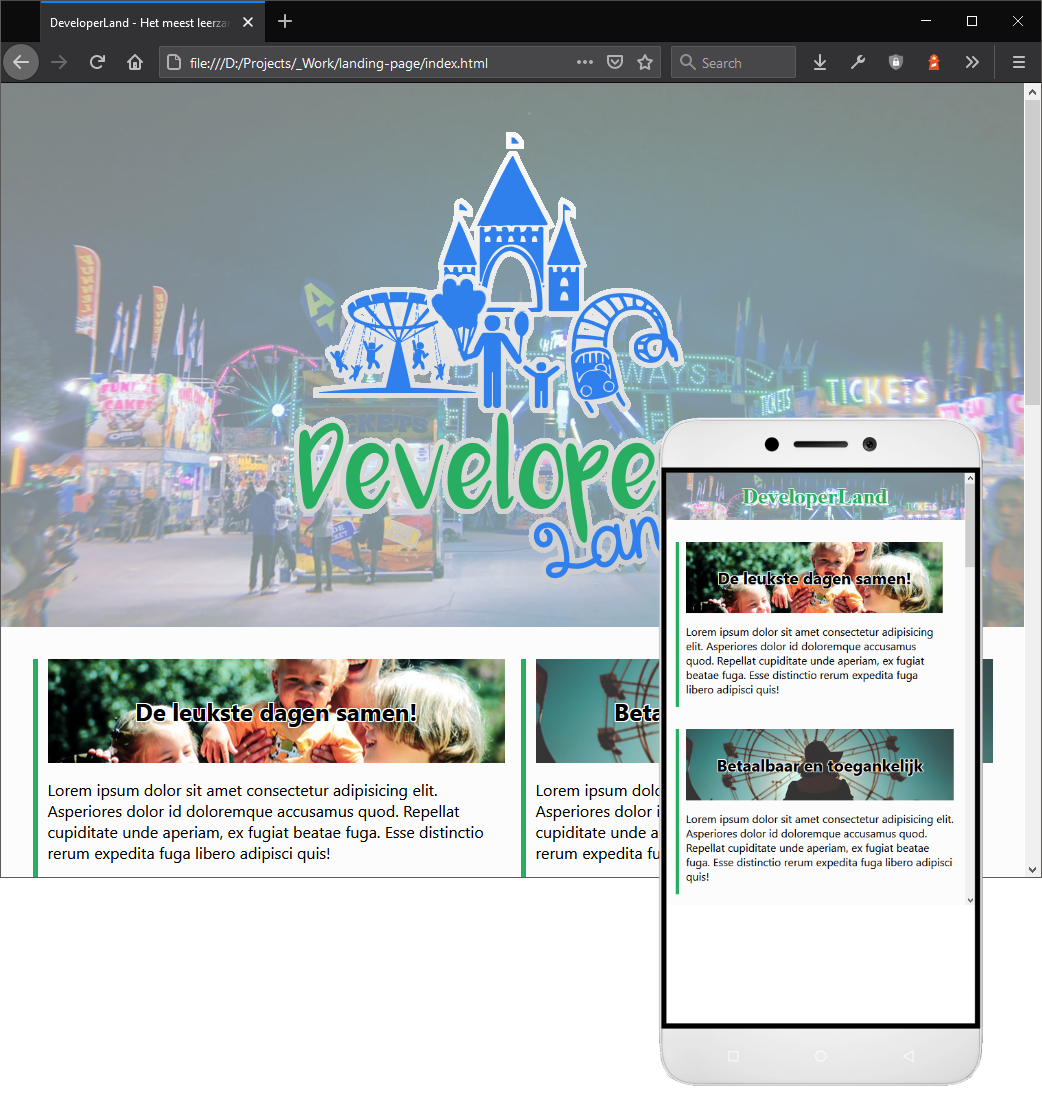 DeveloperLand - Het meest leerza
file:///D:/Projects/_Work/landing-page/index.html
Search
FUNNEL
CAKES
TICKETS
TICKETS
Develope
Lan
De leukste dagen samen!
Beta
Lorem ipsum dolor sit amet consectetur adipisicing elit.
Asperiores dolor id doloremque accusamus quod. Repellat
cupiditate unde aperiam, ex fugiat beatae fuga. Esse distinctio
rerum expedita fuga libero adipisci quis!
Lorem ipsum dol
Asperiores dolor i
cupiditate unde a
rerum expedita fu
DeveloperLand
TICKETS
De leukste dagen samen!
Lorem ipsum dolor sit amet consectetur adipisicing
elit. Asperiores dolor id doloremque accusamus
quod. Repellat cupiditate unde aperiam, ex fugiat
beatae fuga. Esse distinctio rerum expedita fuga
libero adipisci quis!
Betaalbaar en toegankelijk
Lorem ipsum dolor sit amet consectetur adipisicing elit.
Asperiores dolor id doloremque accusamus quod.
Repellat cupiditate unde aperiam, ex fugiat beatae
fuga. Esse distinctio rerum expedita fuga libero adipisci
quis!